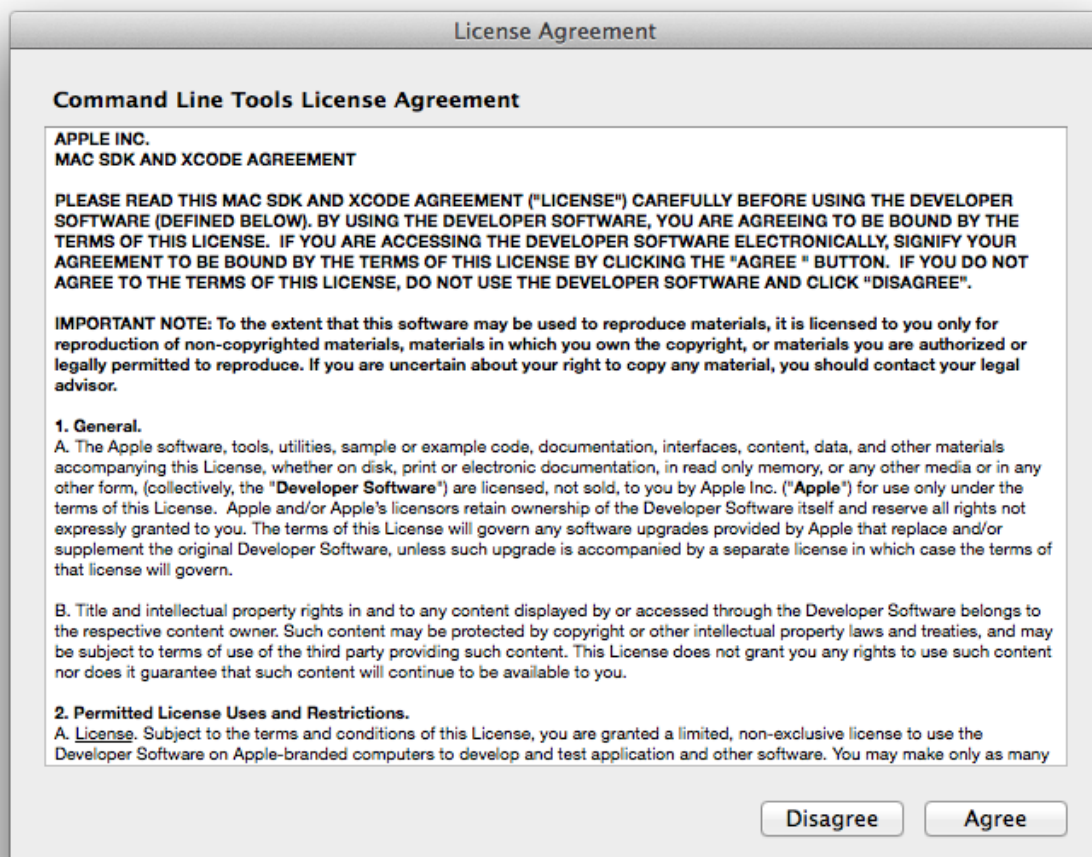 License Agreement
Command Line Tools License Agreement
APPLE INC.
MAC SDK AND XCODE AGREEMENT
PLEASE READ THIS MAC SDK AND XCODE AGREEMENT ("LICENSE") CAREFULLY BEFORE USING THE DEVELOPER
SOFTWARE (DEFINED BELOW). BY USING THE DEVELOPER SOFTWARE, YOU ARE AGREEING TO BE BOUND BY THE
TERMS OF THIS LICENSE.  IF YOU ARE ACCESSING THE DEVELOPER SOFTWARE ELECTRONICALLY, SIGNIFY YOUR
AGREEMENT TO BE BOUND BY THE TERMS OF THIS LICENSE BY CLICKING THE "AGREE " BUTTON.  IF YOU DO NOT
AGREE TO THE TERMS OF THIS LICENSE, DO NOT USE THE DEVELOPER SOFTWARE AND CLICK “DISAGREE”.
IMPORTANT NOTE: To the extent that this software may be used to reproduce materials, it is licensed to you only for
reproduction of non-copyrighted materials, materials in which you own the copyright, or materials you are authorized or
legally permitted to reproduce. If you are uncertain about your right to copy any material, you should contact your legal
advisor.
1. General.
A. The Apple software, tools, utilities, sample or example code, documentation, interfaces, content, data, and other materials
accompanying this License, whether on disk, print or electronic documentation, in read only memory, or any other media or in any
other form, (collectively, the "Developer Software") are licensed, not sold, to you by Apple Inc. ("Apple") for use only under the
terms of this License.  Apple and/or Apple’s licensors retain ownership of the Developer Software itself and reserve all rights not
expressly granted to you. The terms of this License will govern any software upgrades provided by Apple that replace and/or
supplement the original Developer Software, unless such upgrade is accompanied by a separate license in which case the terms of
that license will govern.
B. Title and intellectual property rights in and to any content displayed by or accessed through the Developer Software belongs to
the respective content owner. Such content may be protected by copyright or other intellectual property laws and treaties, and may
be subject to terms of use of the third party providing such content. This License does not grant you any rights to use such content
nor does it guarantee that such content will continue to be available to you.
2. Permitted License Uses and Restrictions.
A. License. Subject to the terms and conditions of this License, you are granted a limited, non-exclusive license to use the
Developer Software on Apple-branded computers to develop and test application and other software. You may make only as many
Disagree Agree